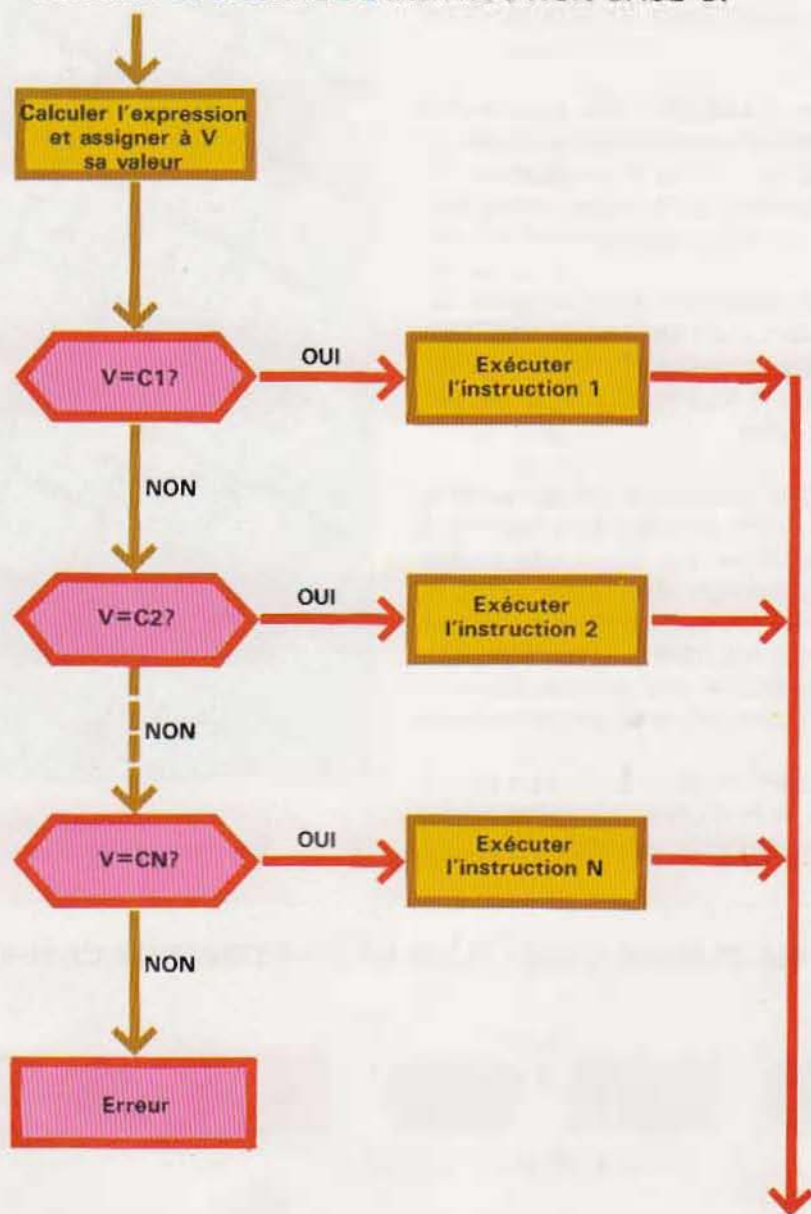 Calculer l'expression
et assigner à V
sa valeur
V=C1?
OUI
Exécuter
l'instruction 1
NON
V=C2?
OUI
Exécuter
l'instruction 2
NON
V=CN?
OUI
Exécuter
l'instruction N
NON
Erreur